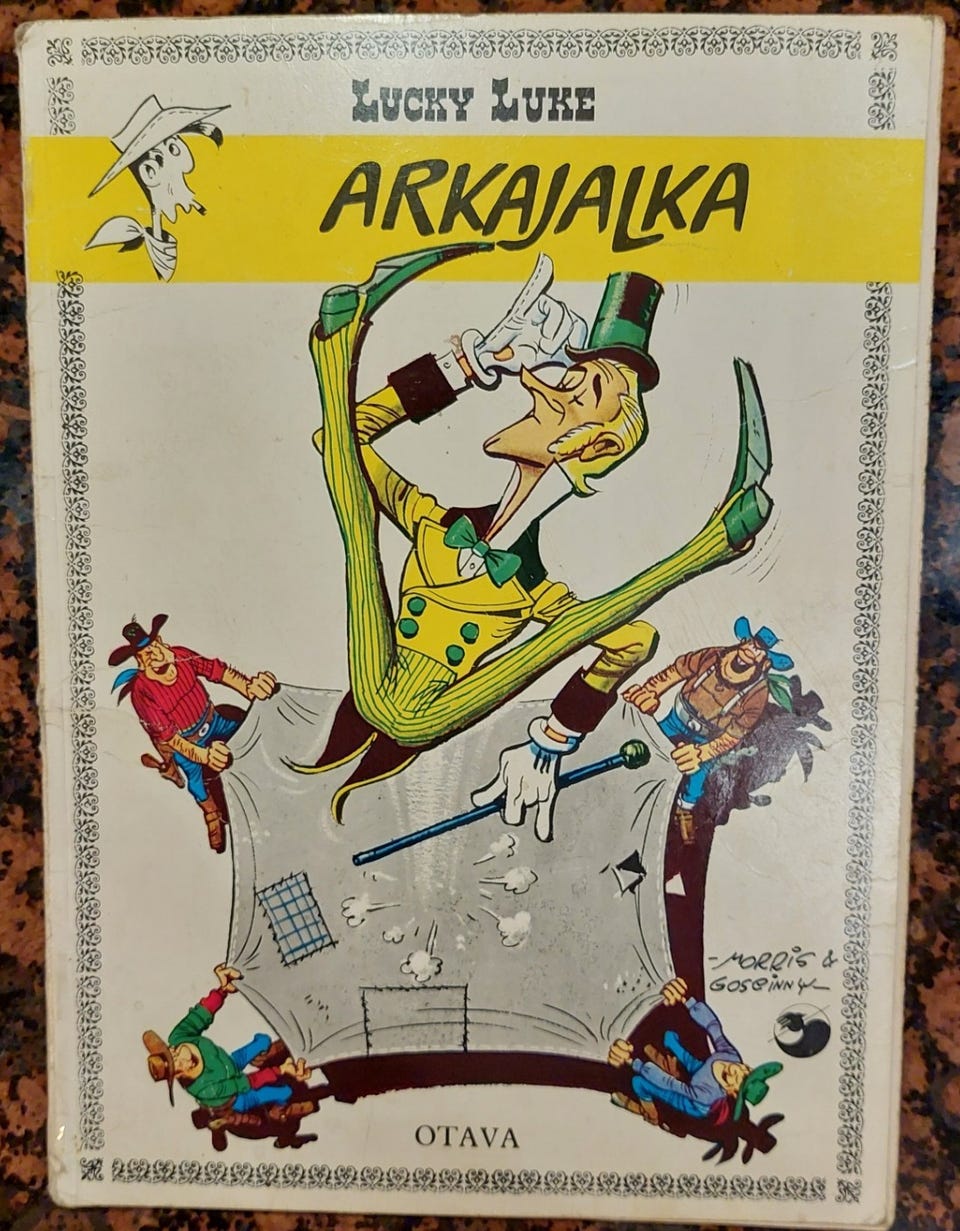 LUCKY LUKE
ARKAJALKA
-MORRIS &
GOSCINNY-
OTAVA